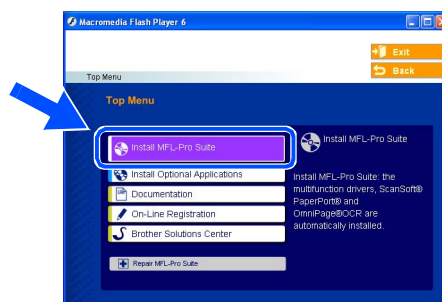 Macromedia Flash Player 6
Exit
Back
Top Menu
Top Menu
Install MFL-Pro Suite
Install Optional Applications
Documentation
On-Line Registration
Brother Solutions Center
Repair MFL-Pro Suite
Install MFL-Pro Suite
Install MFL-Pro Suite: the
multifunction drivers, ScanSoft®
PaperPort® and
OmniPage®OCR are
automatically installed.